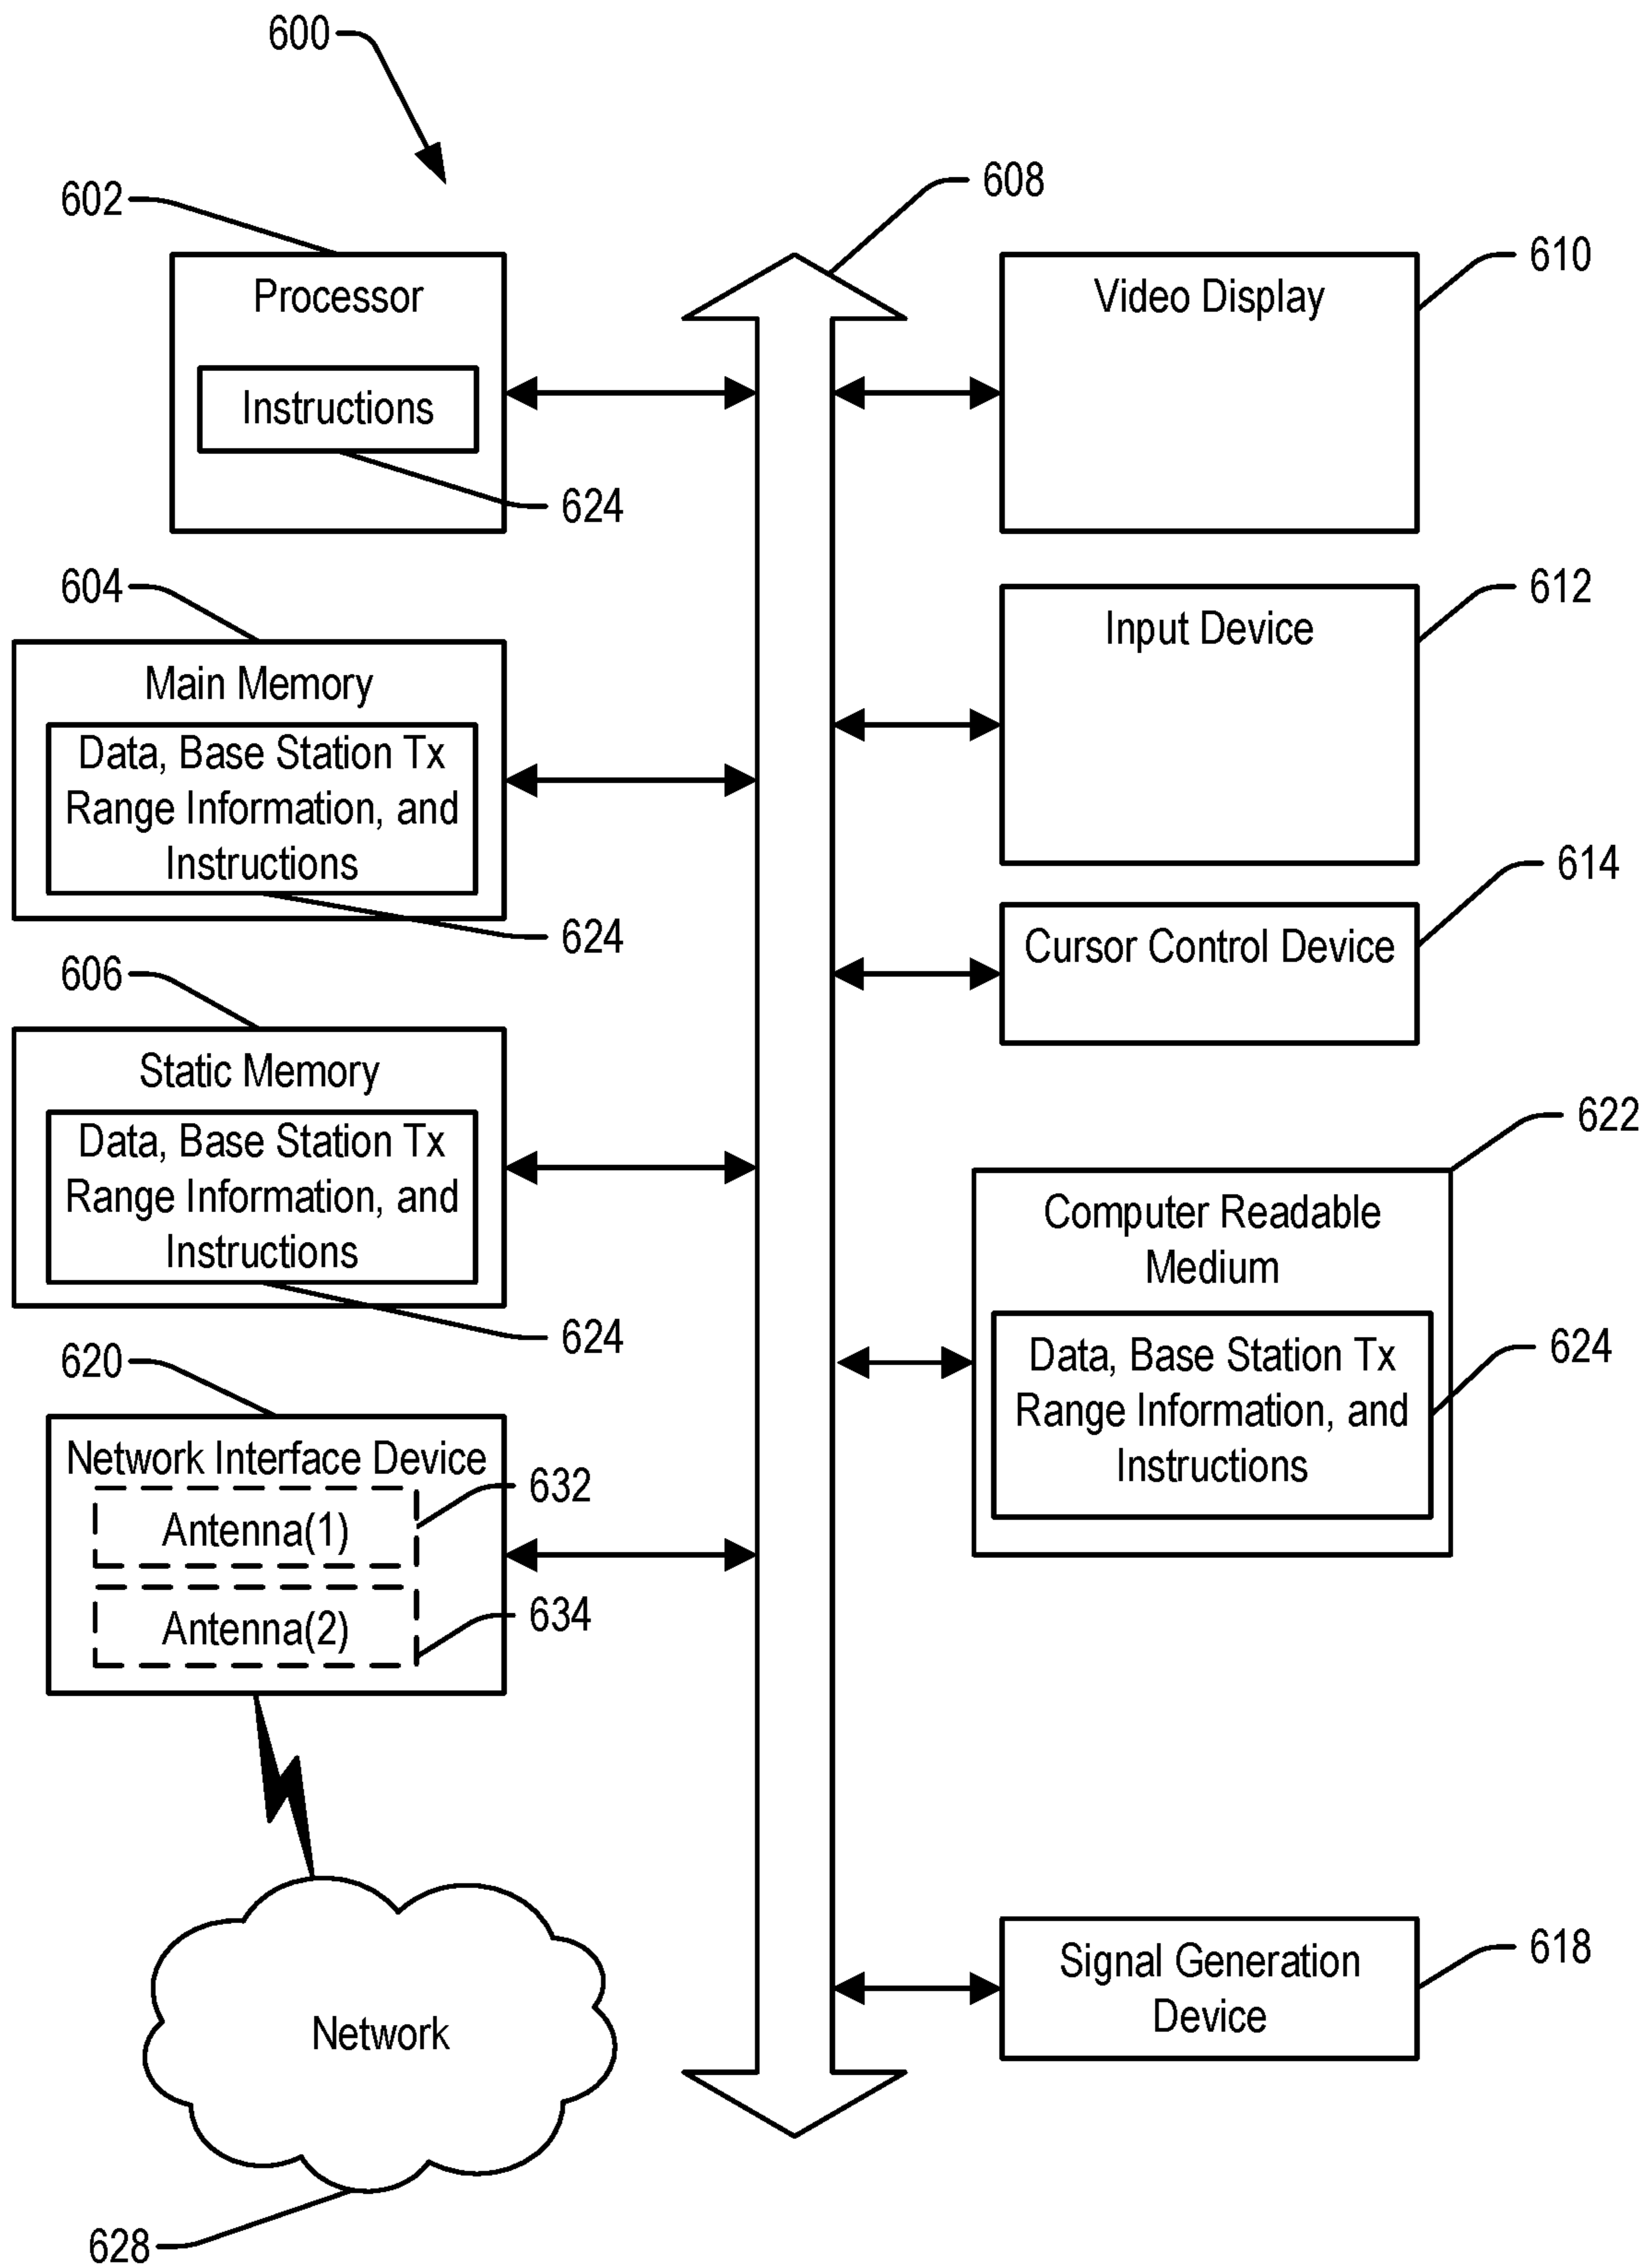 600
602
608
610
Processor
Video Display
Instructions
624
604
612
Main Memory
Input Device
Data, Base Station Tx
Range Information, and
Instructions
624
614
Cursor Control Device
606
Static Memory
Data, Base Station Tx
Range Information, and
Instructions
624
622
Computer Readable
Medium
Data, Base Station Tx
Range Information, and
Instructions
624
620
Network Interface Device
632
Antenna(1)
634
Antenna(2)
618
Signal Generation
Device
Network
628